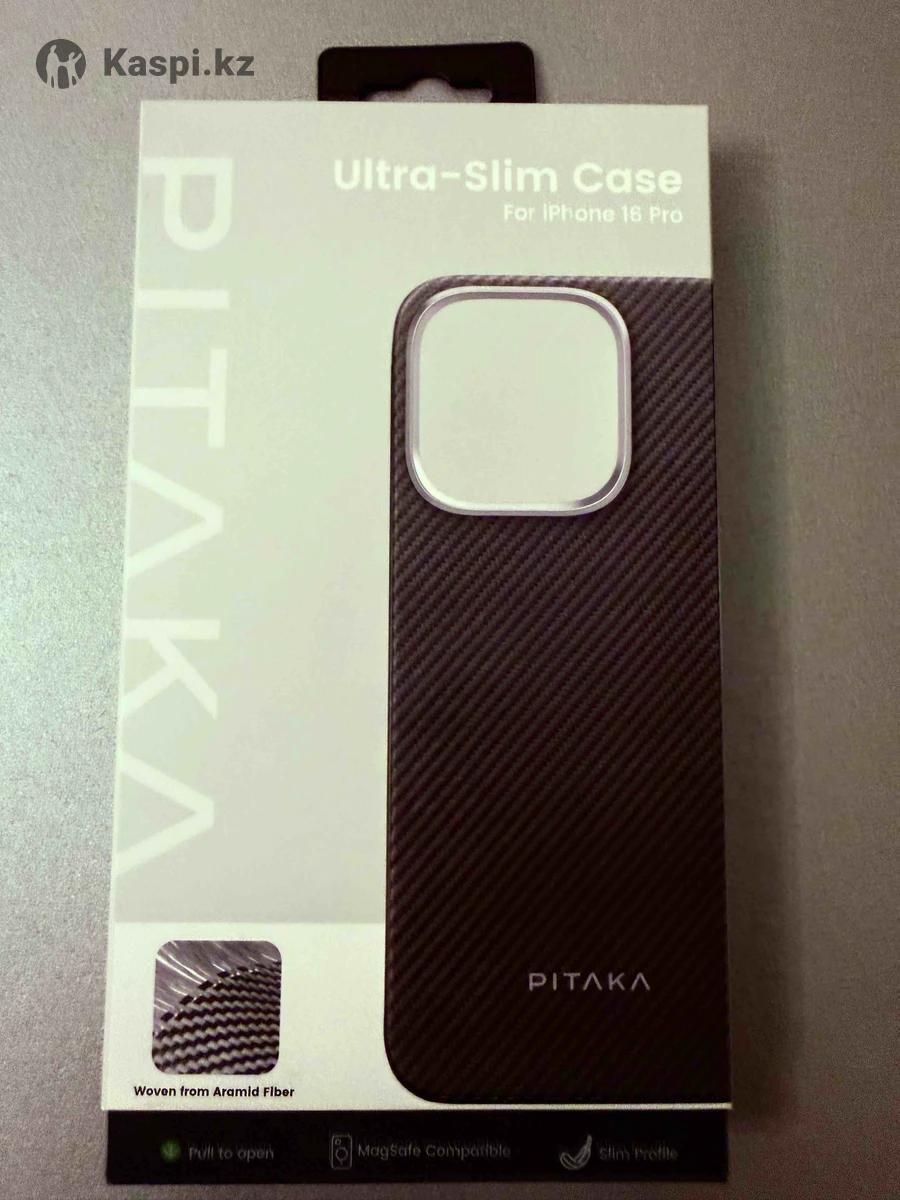 Kaspi.kz
Ultra-Slim Case
For iPhone 16 Pro
PITAKA
PITAKA
Woven from Aramid Fiber
Pull to open
MagSafe Compatible
Slim Profile